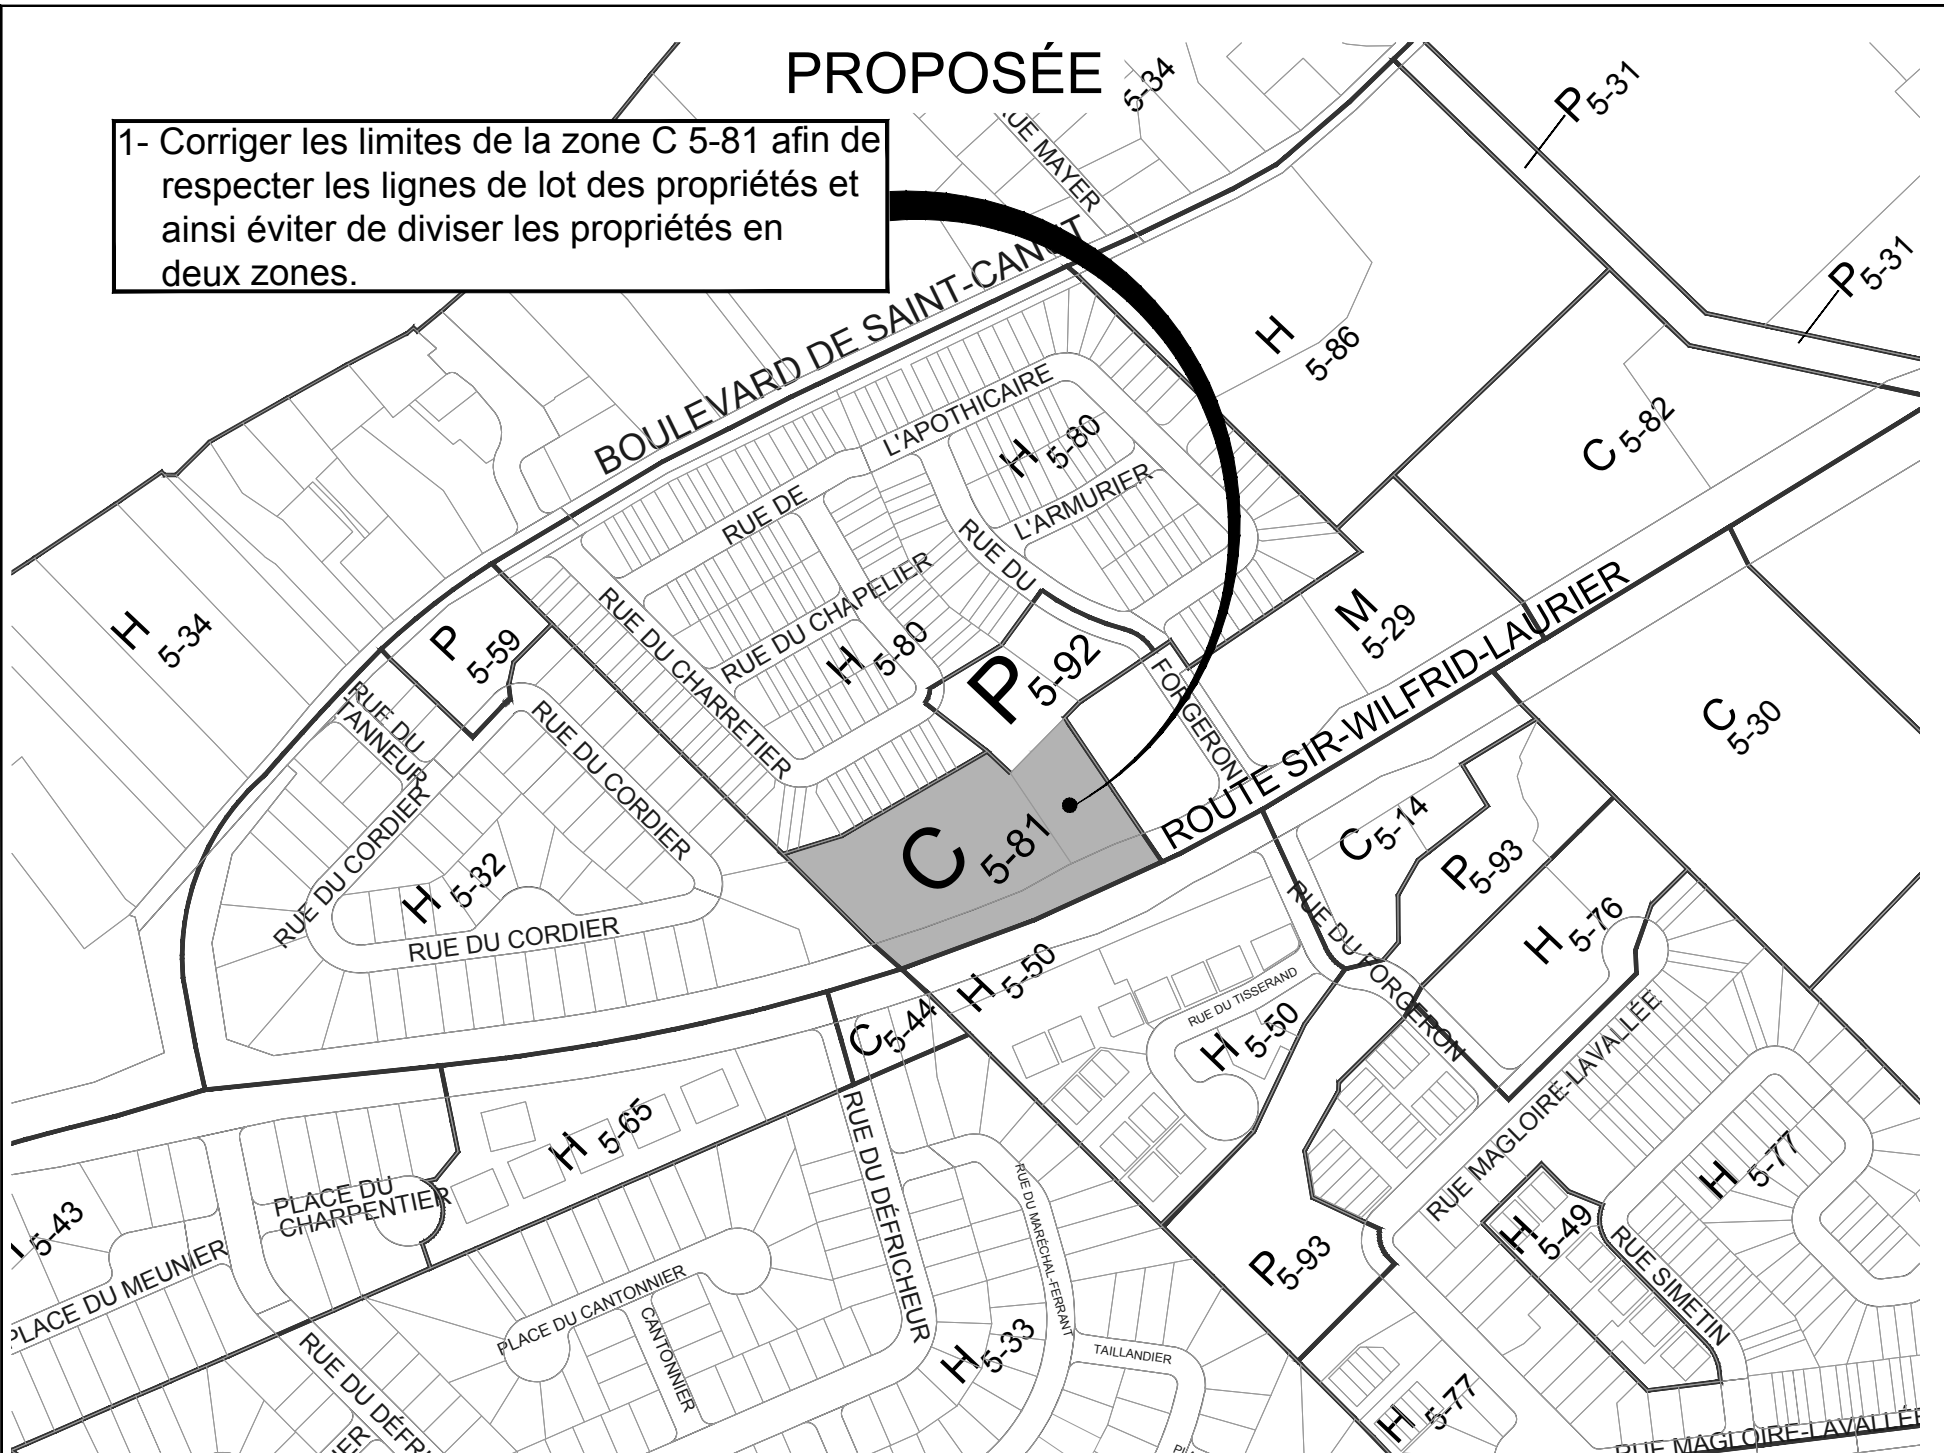 PROPOSÉE
1- Corriger les limites de la zone C 5-81 afin de
respecter les lignes de lot des propriétés et
ainsi éviter de diviser les propriétés en
deux zones.
5-34
P 5-31
P 5-31
H 5-86
C 5-82
BOULEVARD DE SAINT-CANUT
L'APOTHICAIRE
H 5-80
L'ARMURIER
RUE DE
RUE DU
RUE DU CHAPELIER
H 5-80
RUE DU CHARRETIER
H 5-34
P 5-59
P 5-92
M 5-29
C 5-30
FORGERON
ROUTE SIR-WILFRID-LAURIER
RUE DU
TANNEUR
RUE DU CORDIER
RUE DU CORDIER
H 5-32
RUE DU CORDIER
C 5-81
C 5-14
P 5-93
H 5-76
RUE DU FORGERON
H 5-50
C 5-44
RUE DU TISSERAND
H 5-50
RUE MAGLOIRE-LAVALLÉE
H 5-65
RUE DU DÉFRICHEUR
RUE DU MARÉCHAL-FERRANT
H 5-77
5-43
PLACE DU
CHARPENTIER
PLACE DU MEUNIER
PLACE DU CANTONNIER
CANTONNIER
P 5-93
H 5-49
RUE SIMETIN
H 5-33
TAILLANDIER
H 5-77